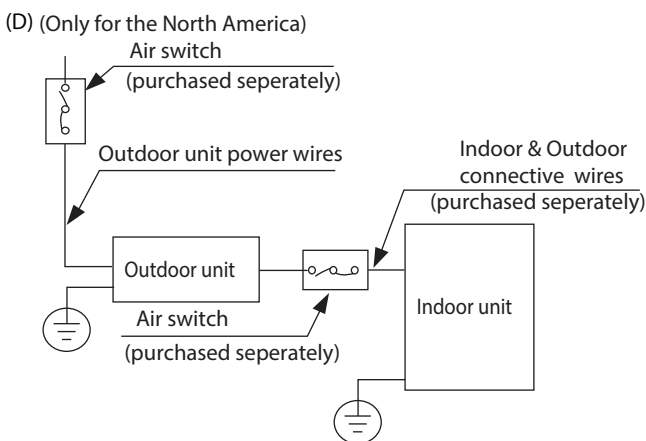 (D) (Only for the North America)
Air switch
(purchased seperately)
Outdoor unit power wires
Indoor & Outdoor
connective wires
(purchased seperately)
Outdoor unit
Indoor unit
Air switch
(purchased seperately)